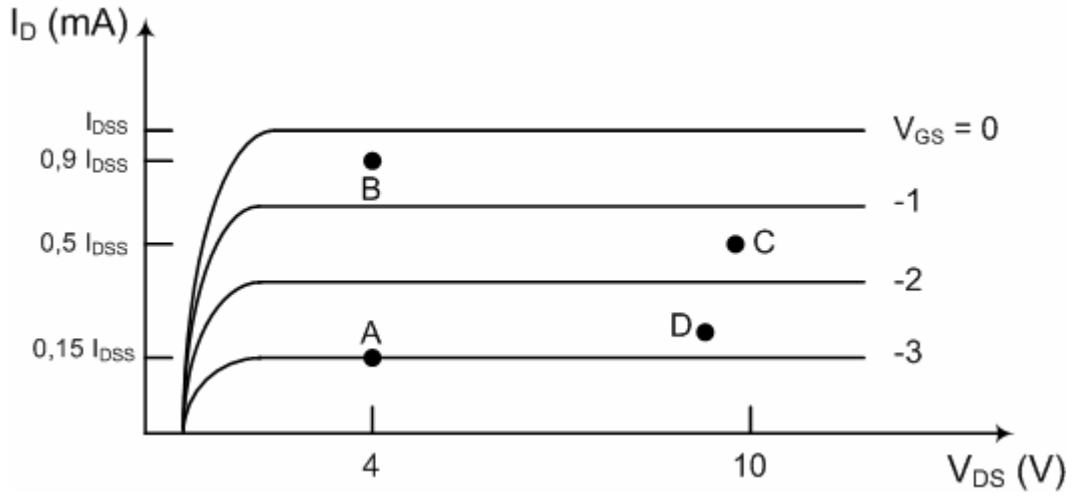 I_D (mA)
I_DSS
V_GS = 0
0,9 I_DSS
B
-1
0,5 I_DSS
C
-2
D
A
0,15 I_DSS
-3
4
10
V_DS (V)